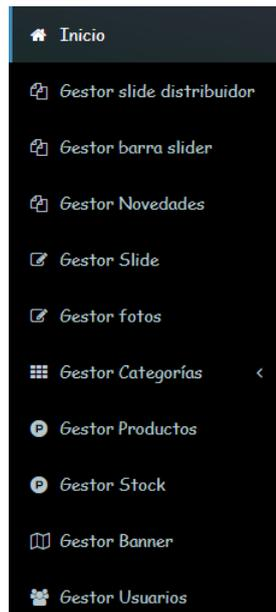 Inicio
Gestor slide distribuidor
Gestor barra slider
Gestor Novedades
Gestor Slide
Gestor fotos
Gestor Categorías
Gestor Productos
Gestor Stock
Gestor Banner
Gestor Usuarios